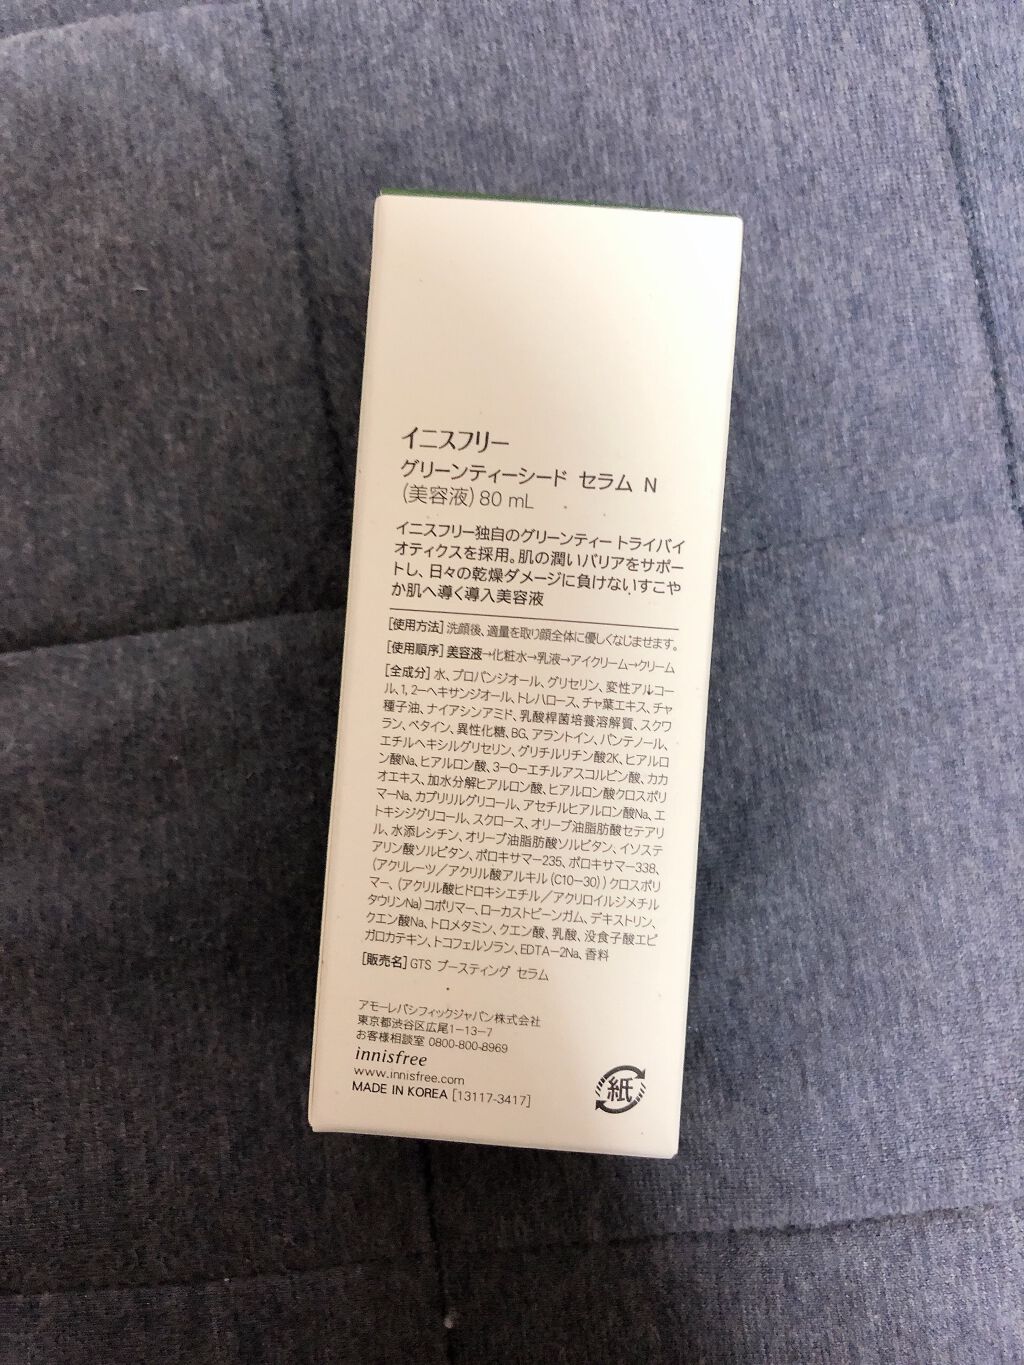 イニスフリー
グリーンティーシード セラム N
(美容液) 80 mL
イニスフリー独自のグリーンティー トライバイ
オティクスを採用。肌の潤いバリアをサポー
トし、日々の乾燥ダメージに負けないすこや
か肌へ導く導入美容液
[使用方法] 洗顔後、適量を取り顔全体に優しくなじませます。
[使用順序] 美容液→化粧水→乳液→アイクリーム→クリーム
[全成分] 水、プロパンジオール、グリセリン、変性アルコー
ル、1,2-ヘキサンジオール、トレハロース、チャ葉エキス、チャ
種子油、ナイアシンアミド、乳酸桿菌培養溶解質、スクワ
ラン、ベタイン、異性化糖、BG、アラントイン、パンテノール、
エチルヘキシルグリセリン、グリチルリチン酸2K、ヒアルロ
ン酸Na、ヒアルロン酸、3-O-エチルアスコルビン酸、カカ
オエキス、加水分解ヒアルロン酸、ヒアルロン酸クロスポリ
マーNa、カプリリルグリコール、アセチルヒアルロン酸Na、エ
トキシジグリコール、スクロース、オリーブ油脂肪酸セテアリ
ル、水添レシチン、オリーブ油脂肪酸ソルビタン、イソステ
アリン酸ソルビタン、ポロキサマー235、ポロキサマー338、
(アクリレーツ/アクリル酸アルキル(C10-30))クロスポリ
マー、(アクリル酸ヒドロキシエチル/アクリロイルジメチル
タウリンNa)コポリマー、ローカストビーンガム、デキストリン、
クエン酸Na、トロメタミン、クエン酸、乳酸、没食子酸エピ
ガロカテキン、トコフェルソラン、EDTA-2Na、香料
[販売名] GTS ブースティング セラム
アモーレパシフィックジャパン株式会社
東京都渋谷区広尾1-13-7
お客様相談室 0800-800-8969
innisfree
www.innisfree.com
MADE IN KOREA [13117-3417]
紙